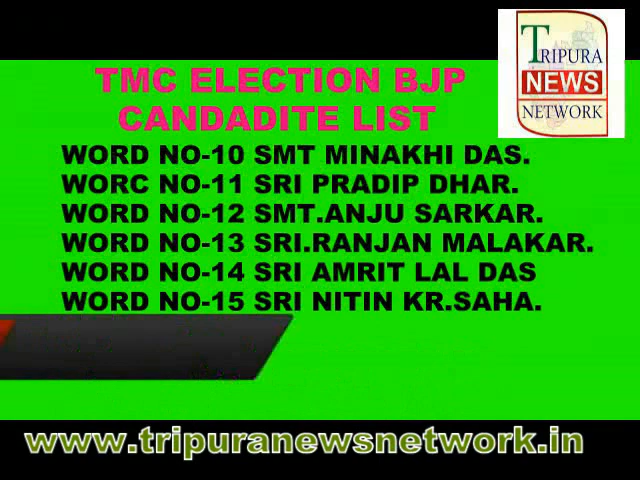 TRIPURA
NEWS
NETWORK
TMC ELECTION BJP
CANDADITE LIST
WORD NO-10 SMT MINAKHI DAS.
WORC NO-11 SRI PRADIP DHAR.
WORD NO-12 SMT.ANJU SARKAR.
WORD NO-13 SRI.RANJAN MALAKAR.
WORD NO-14 SRI AMRIT LAL DAS
WORD NO-15 SRI NITIN KR.SAHA.
www.tripuranewsnetwork.in